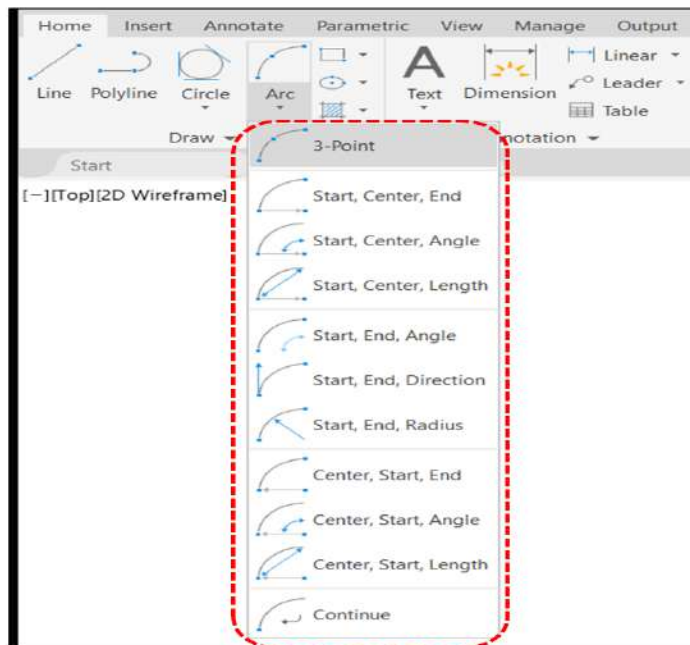 Home Insert Annotate Parametric View Manage Output
Line Polyline Circle Arc A Text Dimension Linear
Leader
Table
Draw notation
Start
[−][Top][2D Wireframe]
3-Point
Start, Center, End
Start, Center, Angle
Start, Center, Length
Start, End, Angle
Start, End, Direction
Start, End, Radius
Center, Start, End
Center, Start, Angle
Center, Start, Length
Continue